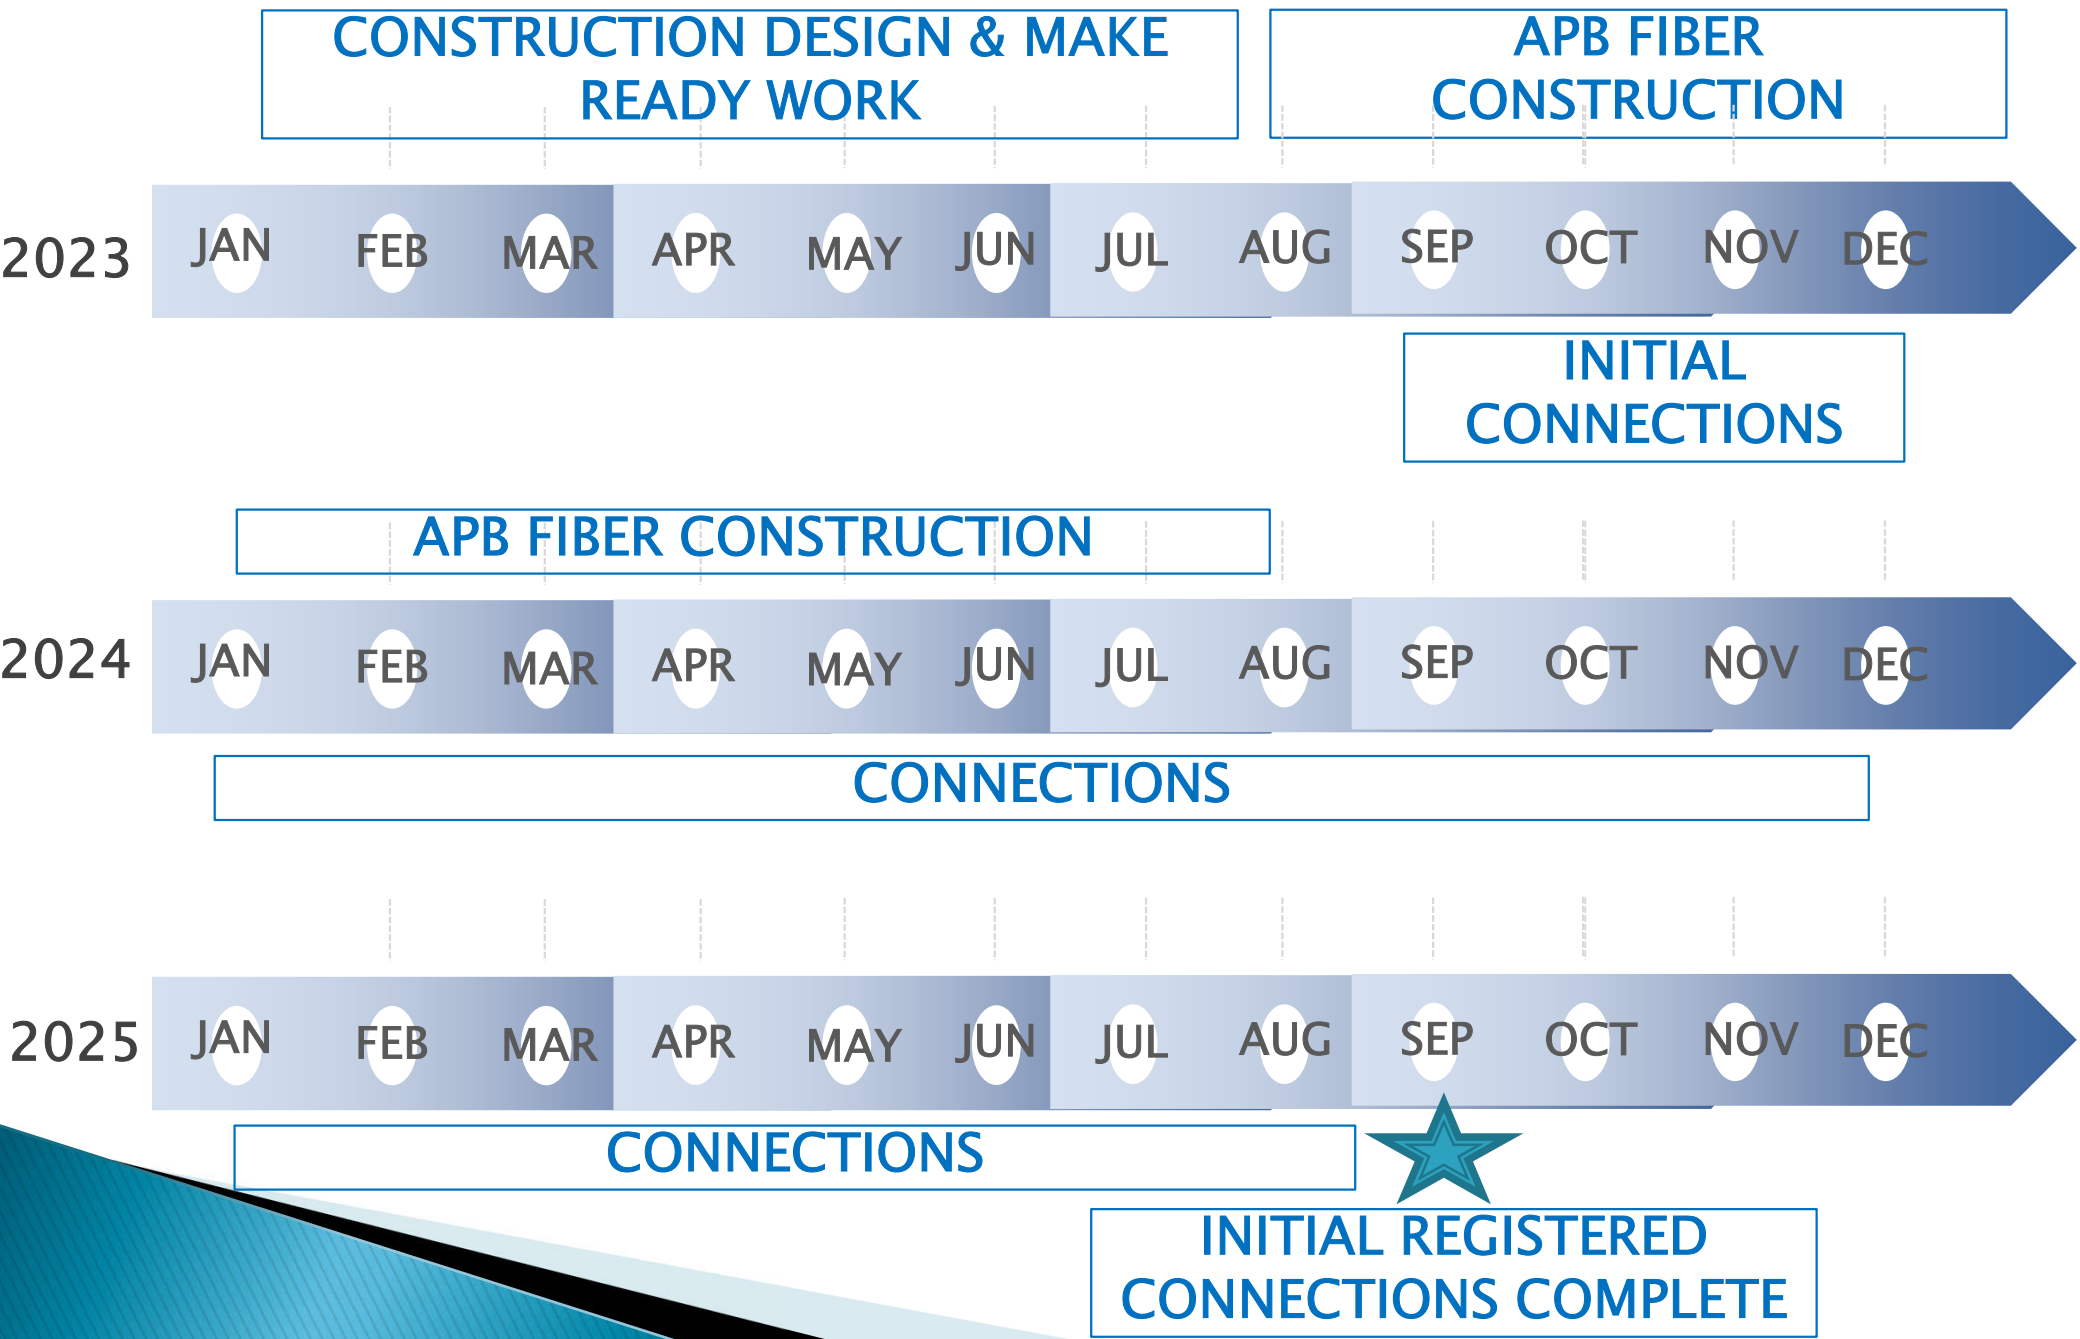 CONSTRUCTION DESIGN & MAKE
READY WORK
APB FIBER
CONSTRUCTION
2023
JAN FEB MAR APR MAY JUN JUL AUG SEP OCT NOV DEC
INITIAL
CONNECTIONS
APB FIBER CONSTRUCTION
2024
JAN FEB MAR APR MAY JUN JUL AUG SEP OCT NOV DEC
CONNECTIONS
2025
JAN FEB MAR APR MAY JUN JUL AUG SEP OCT NOV DEC
CONNECTIONS
INITIAL REGISTERED
CONNECTIONS COMPLETE